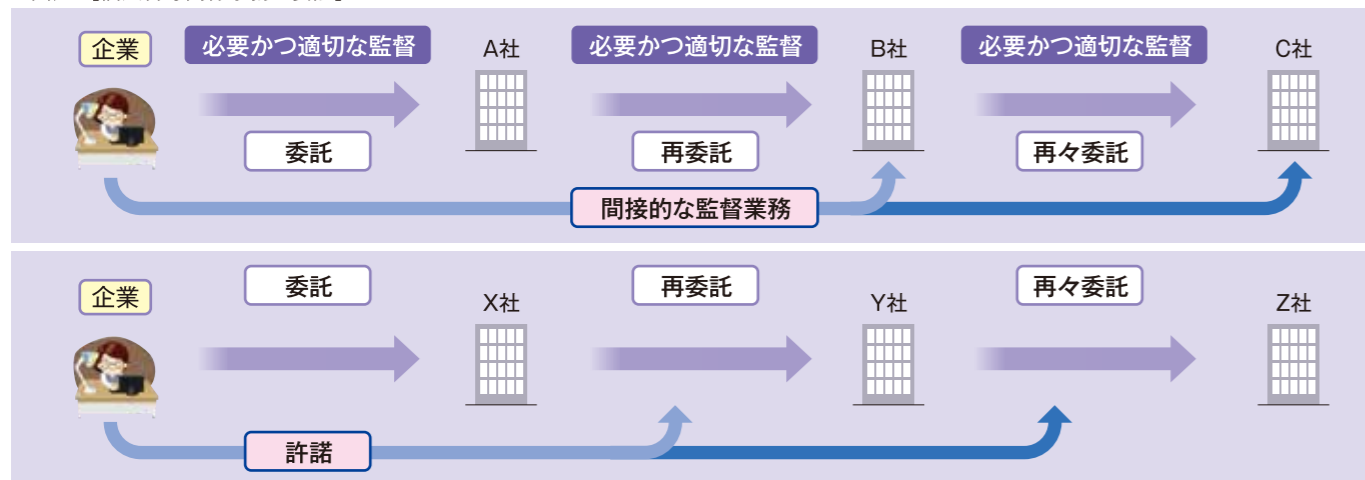 企業
必要かつ適切な監督
A社
必要かつ適切な監督
B社
必要かつ適切な監督
C社
委託
再委託
再々委託
間接的な監督業務
企業
委託
X社
再委託
Y社
再々委託
Z社
許諾